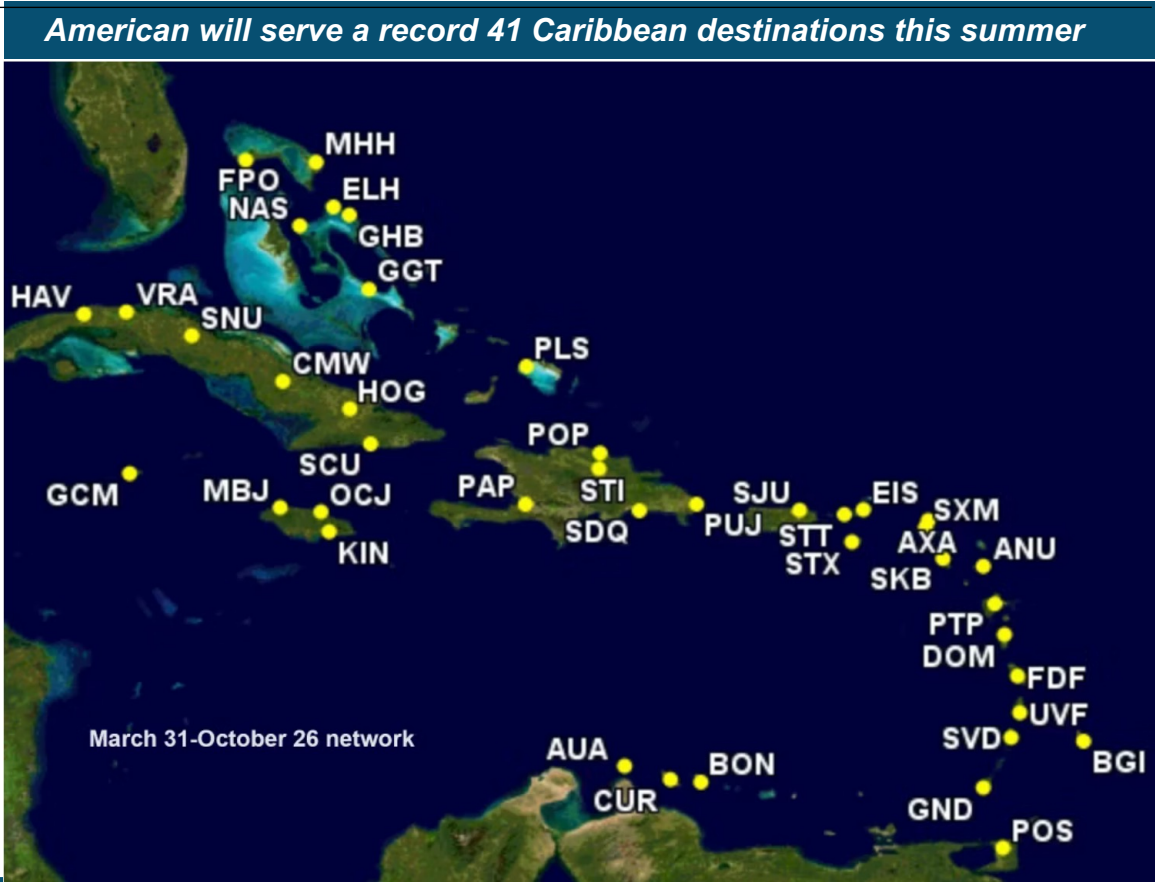 American will serve a record 41 Caribbean destinations this summer
MHH
FPO
ELH
NAS
GHB
GGT
HAV
VRA
SNU
PLS
CMW
HOG
POP
SCU
GCM
MBJ
OCJ
PAP
STI
SJU
EIS
SXM
SDQ
PUJ
STT
AXA
ANU
KIN
STX
SKB
PTP
DOM
FDF
UVF
March 31-October 26 network
SVD
AUA
BON
BGI
CUR
GND
POS